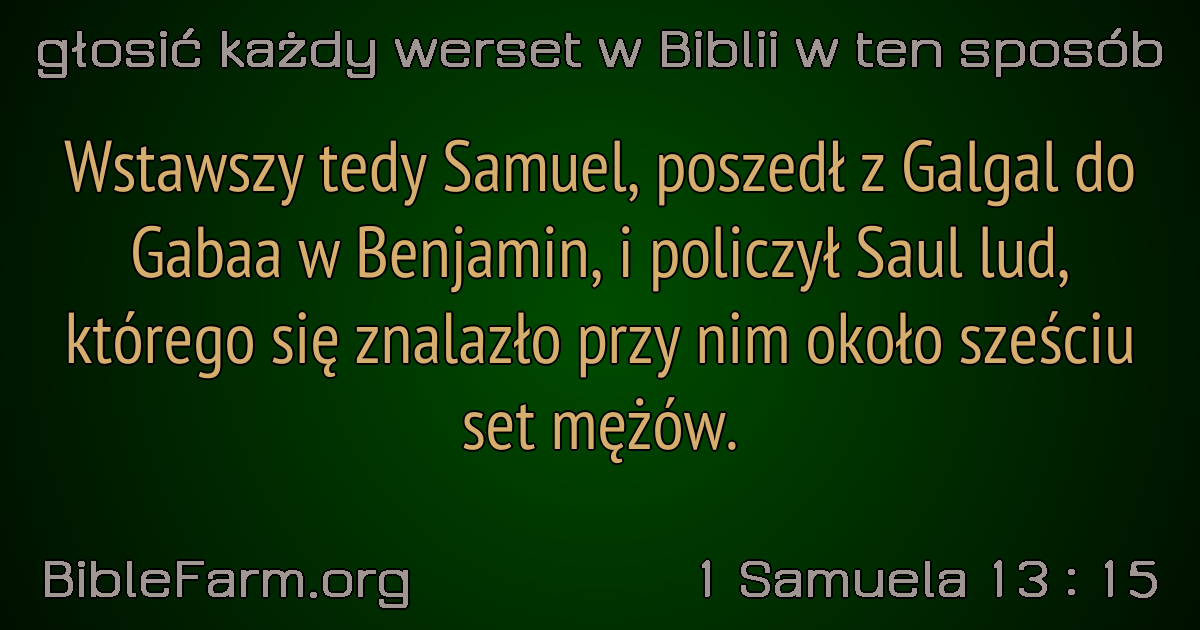 głosić każdy werset w Biblii w ten sposób
Wstawszy tedy Samuel, poszedł z Galgal do
Gabaa w Benjamin, i policzył Saul lud,
którego się znalazło przy nim około sześciu
set mężów.
BibleFarm.org
1 Samuela 13 : 15